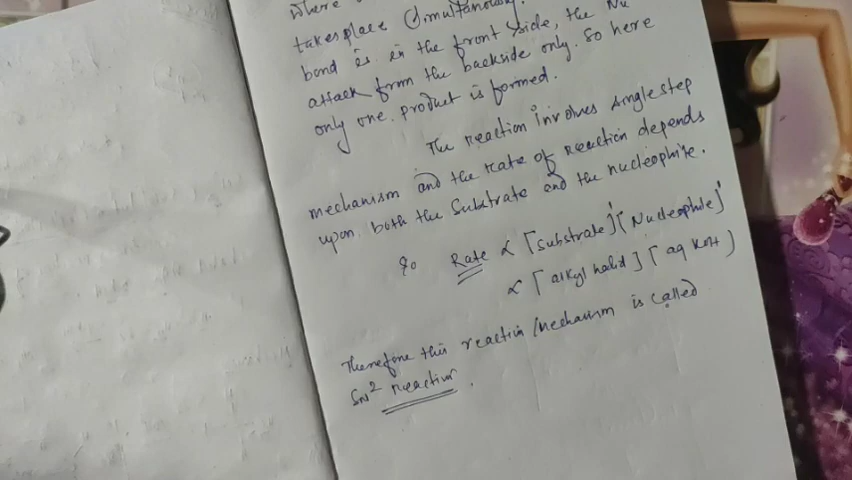 where
takes place simultaneously.
bond is in the front side, the Nu
attack from the backside only. So here
only one product is formed.
The reaction involves single step
mechanism and the rate of reaction depends
upon both the Substrate and the nucleophile.
So Rate ∝ [Substrate]¹[Nucleophile]¹
∝ [alkyl halid][aq KOH)
Therefore this reaction/mechanism is called
SN² Reaction.